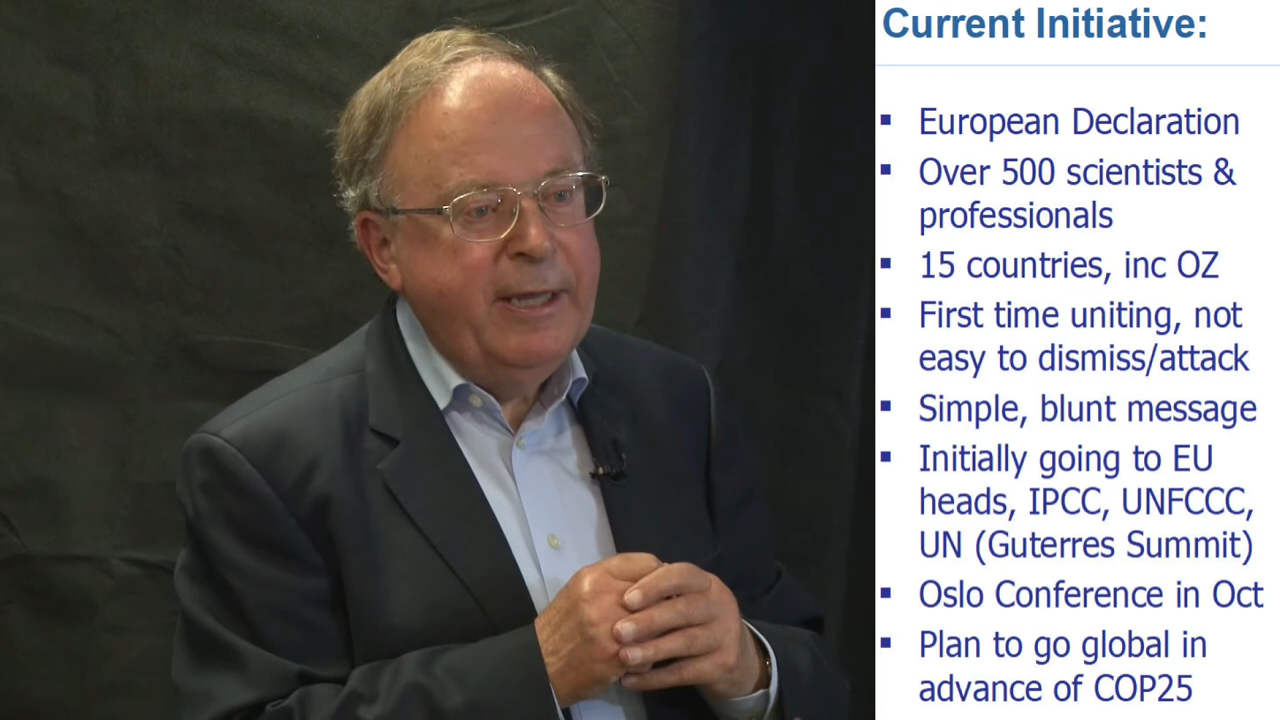 Current Initiative:
▪ European Declaration
▪ Over 500 scientists &
professionals
▪ 15 countries, inc OZ
▪ First time uniting, not
easy to dismiss/attack
▪ Simple, blunt message
▪ Initially going to EU
heads, IPCC, UNFCCC,
UN (Guterres Summit)
▪ Oslo Conference in Oct
▪ Plan to go global in
advance of COP25